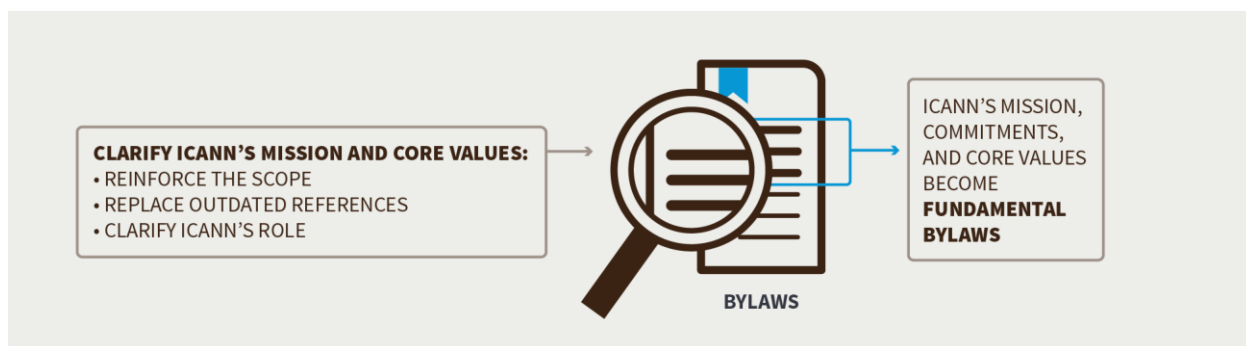 CLARIFY ICANN’S MISSION AND CORE VALUES:
• REINFORCE THE SCOPE
• REPLACE OUTDATED REFERENCES
• CLARIFY ICANN’S ROLE
BYLAWS
ICANN’S MISSION,
COMMITMENTS,
AND CORE VALUES
BECOME
FUNDAMENTAL
BYLAWS